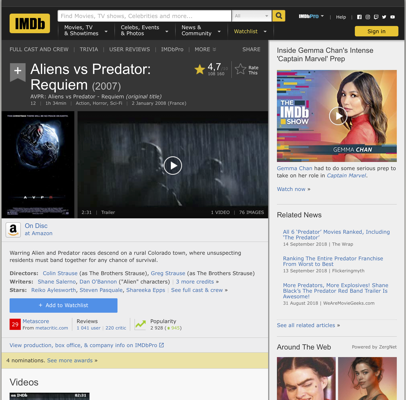 IMDb
Find Movies, TV shows, Celebrities and more...
All
Movies, TV
& Showtimes
Celebs, Events
& Photos
News &
Community
Watchlist
IMDbPro
Help
Sign in
FULL CAST AND CREW | TRIVIA | USER REVIEWS | IMDbPro | MORE
SHARE
Aliens vs Predator:
Requiem (2007)
AVPR: Aliens vs Predator - Requiem (original title)
12 | 1h 34min | Action, Horror, Sci-Fi | 2 January 2008 (France)
4,7
Rate
This
AVP
2:31 | Trailer
1 VIDEO | 76 IMAGES
On Disc
at Amazon
Warring Alien and Predator races descend on a rural Colorado town, where unsuspecting
residents must band together for any chance of survival.
Directors: Colin Strause (as The Brothers Strause), Greg Strause (as The Brothers Strause)
Writers: Shane Salerno, Dan O'Bannon ("Alien" characters) | 3 more credits »
Stars: Reiko Aylesworth, Steven Pasquale, Shareeka Epps | See full cast & crew »
+ Add to Watchlist
29
Metascore
From metacritic.com
Reviews
1 041 user | 220 critic
Popularity
2 928
View production, box office, & company info on IMDbPro
4 nominations. See more awards »
Videos
Inside Gemma Chan's Intense
'Captain Marvel' Prep
THE
IMDb
SHOW
GEMMA CHAN
Gemma Chan had to do some serious prep to
take on her role in Captain Marvel.
Watch now »
Related News
All 6 'Predator' Movies Ranked, Including
'The Predator'
14 September 2018 | The Wrap
Ranking The Entire Predator Franchise
From Worst to Best
13 September 2018 | Flickeringmyth
More Predators, More Explosives! Shane
Black's The Predator Red Band Trailer Is
Awesome!
31 August 2018 | WeAreMovieGeeks.com
See all related articles »
Around The Web
Powered by ZergNet